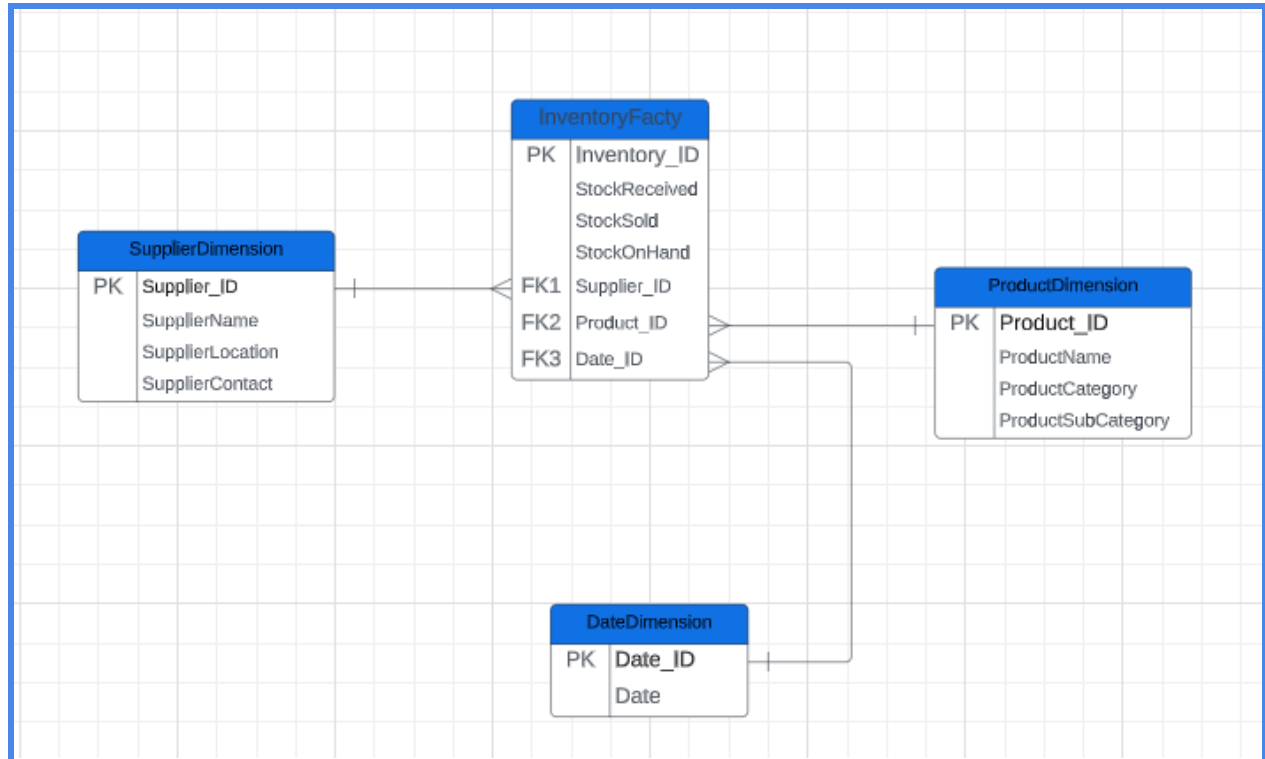 InventoryFacty
PK Inventory_ID
StockReceived
StockSold
StockOnHand
FK1 Supplier_ID
FK2 Product_ID
FK3 Date_ID
SupplierDimension
PK Supplier_ID
SupplierName
SupplierLocation
SupplierContact
ProductDimension
PK Product_ID
ProductName
ProductCategory
ProductSubCategory
DateDimension
PK Date_ID
Date